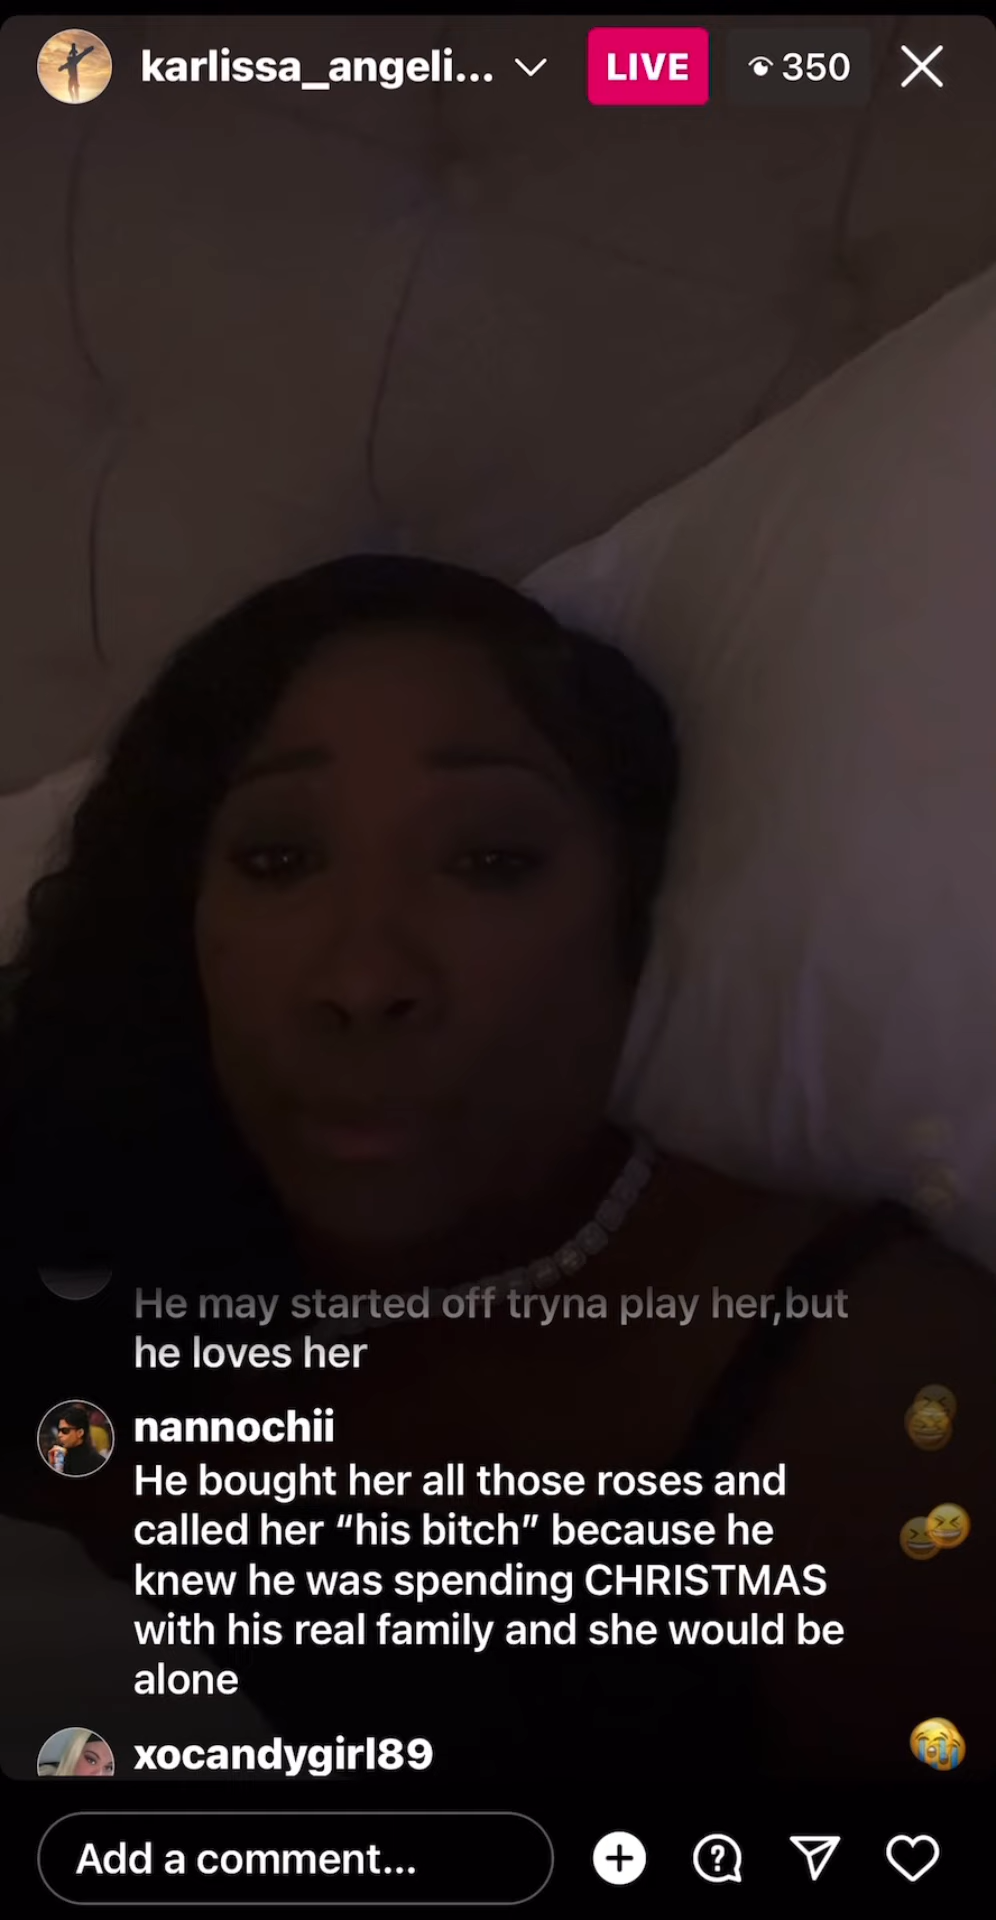 karlissa_angeli...
LIVE
350
He may started off tryna play her,but
he loves her
nannochii
He bought her all those roses and
called her “his bitch” because he
knew he was spending CHRISTMAS
with his real family and she would be
alone
xocandygirl89
Add a comment...